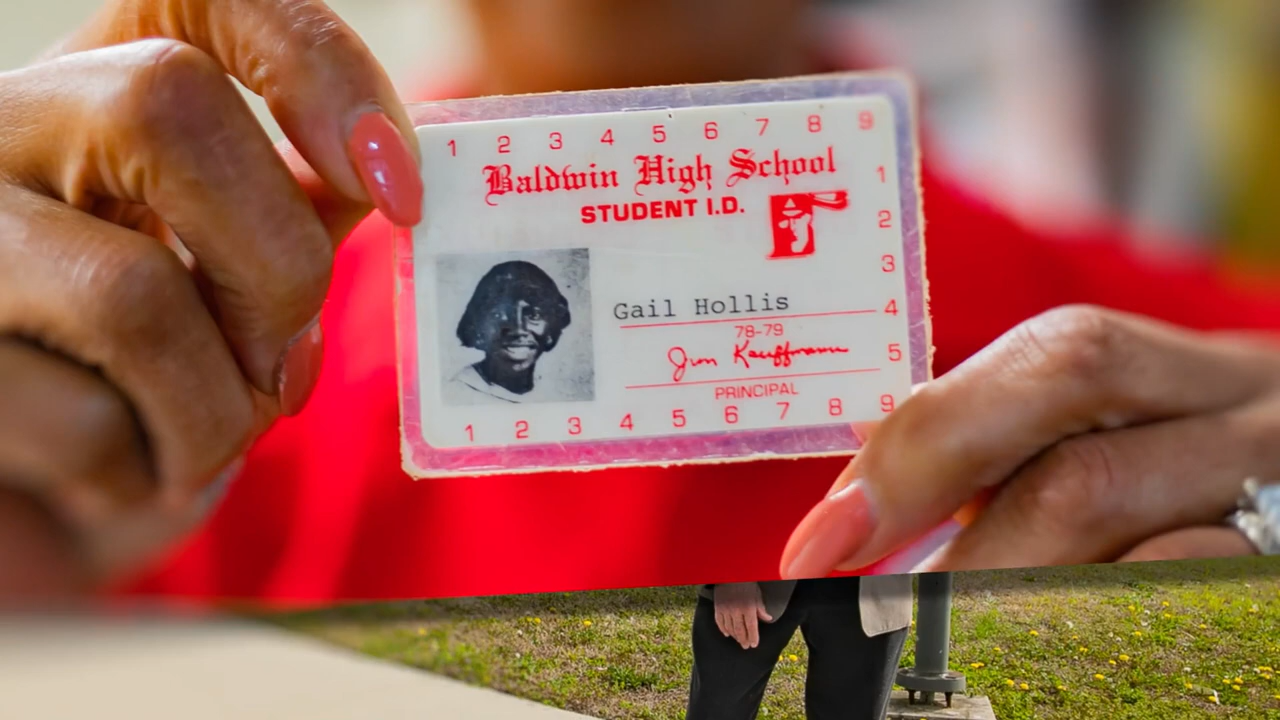 1 2 3 4 5 6 7 8 9
Baldwin High School
STUDENT I.D.
1
2
3
4
5
9
Gail Hollis
78-79
Jim Kauffmann
PRINCIPAL
1 2 3 4 5 6 7 8